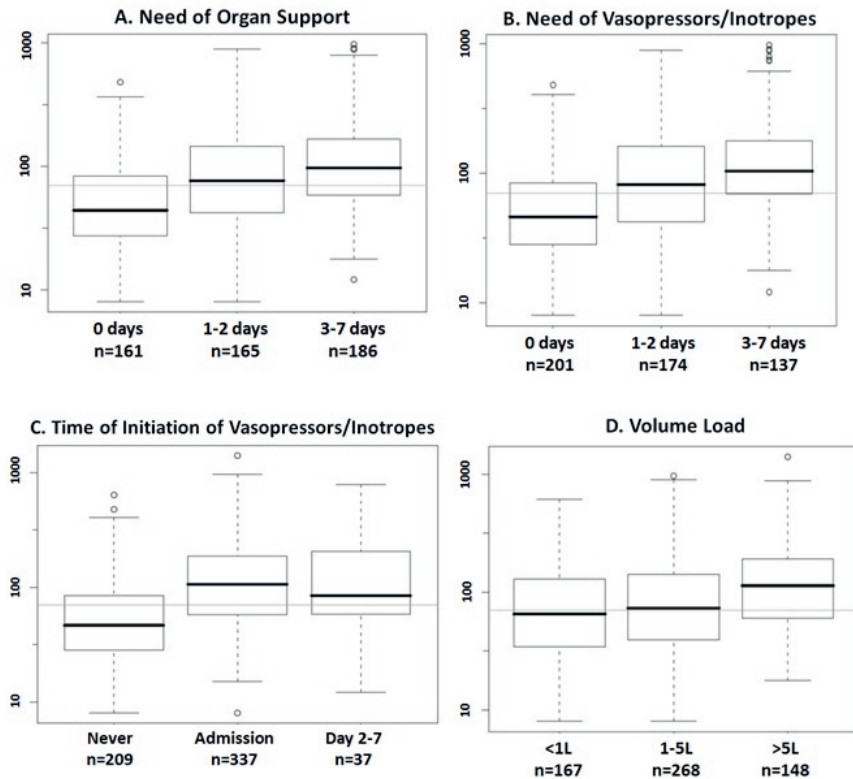 A. Need of Organ Support
1000
100
10
0 days 1-2 days 3-7 days
n=161 n=165 n=186
B. Need of Vasopressors/Inotropes
1000
100
10
0 days 1-2 days 3-7 days
n=201 n=174 n=137
C. Time of Initiation of Vasopressors/Inotropes
1000
100
10
Never Admission Day 2-7
n=209 n=337 n=37
D. Volume Load
1000
100
10
<1L 1-5L >5L
n=167 n=268 n=148